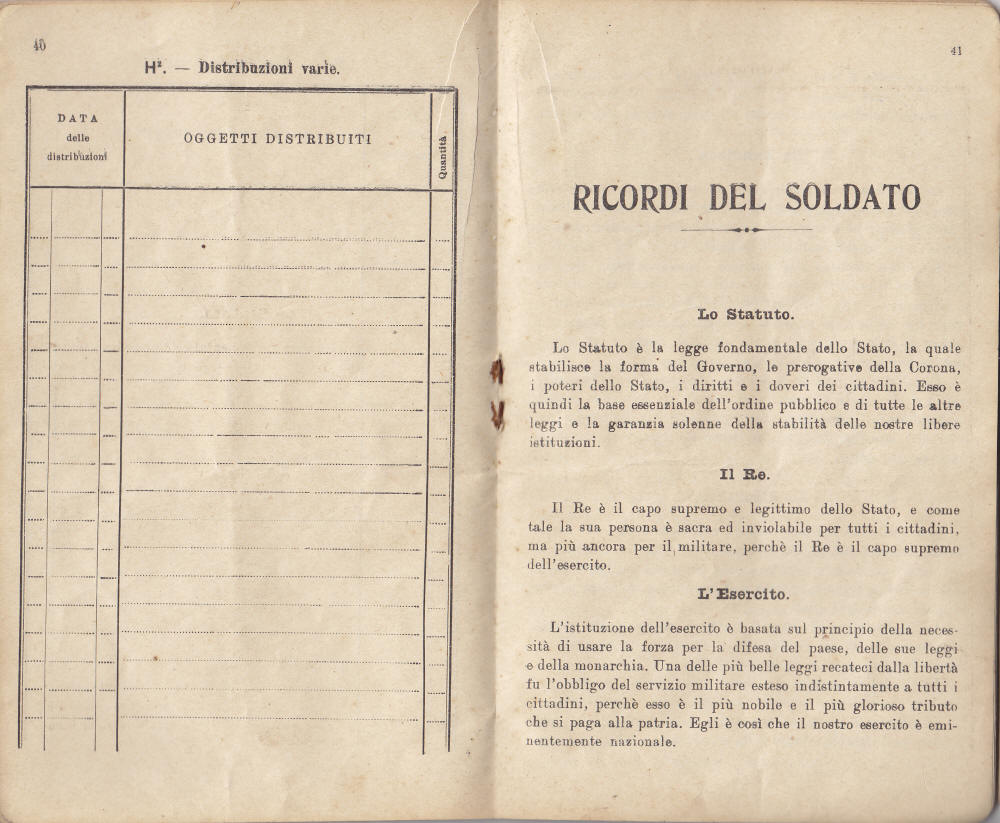 40
H². — Distribuzioni varie.
DATA
delle
distribuzioni
OGGETTI DISTRIBUITI
Quantità
41
RICORDI DEL SOLDATO
Lo Statuto.
Lo Statuto è la legge fondamentale dello Stato, la quale
stabilisce la forma del Governo, le prerogative della Corona,
i poteri dello Stato, i diritti e i doveri dei cittadini. Esso è
quindi la base essenziale dell'ordine pubblico e di tutte le altre
leggi e la garanzia solenne della stabilità delle nostre libere
istituzioni.
Il Re.
Il Re è il capo supremo e legittimo dello Stato, e come
tale la sua persona è sacra ed inviolabile per tutti i cittadini,
ma più ancora per il militare, perchè il Re è il capo supremo
dell'esercito.
L'Esercito.
L'istituzione dell'esercito è basata sul principio della neces-
sità di usare la forza per la difesa del paese, delle sue leggi
e della monarchia. Una delle più belle leggi recateci dalla libertà
fu l'obbligo del servizio militare esteso indistintamente a tutti i
cittadini, perchè esso è il più nobile e il più glorioso tributo
che si paga alla patria. Egli è così che il nostro esercito è emi-
nentemente nazionale.